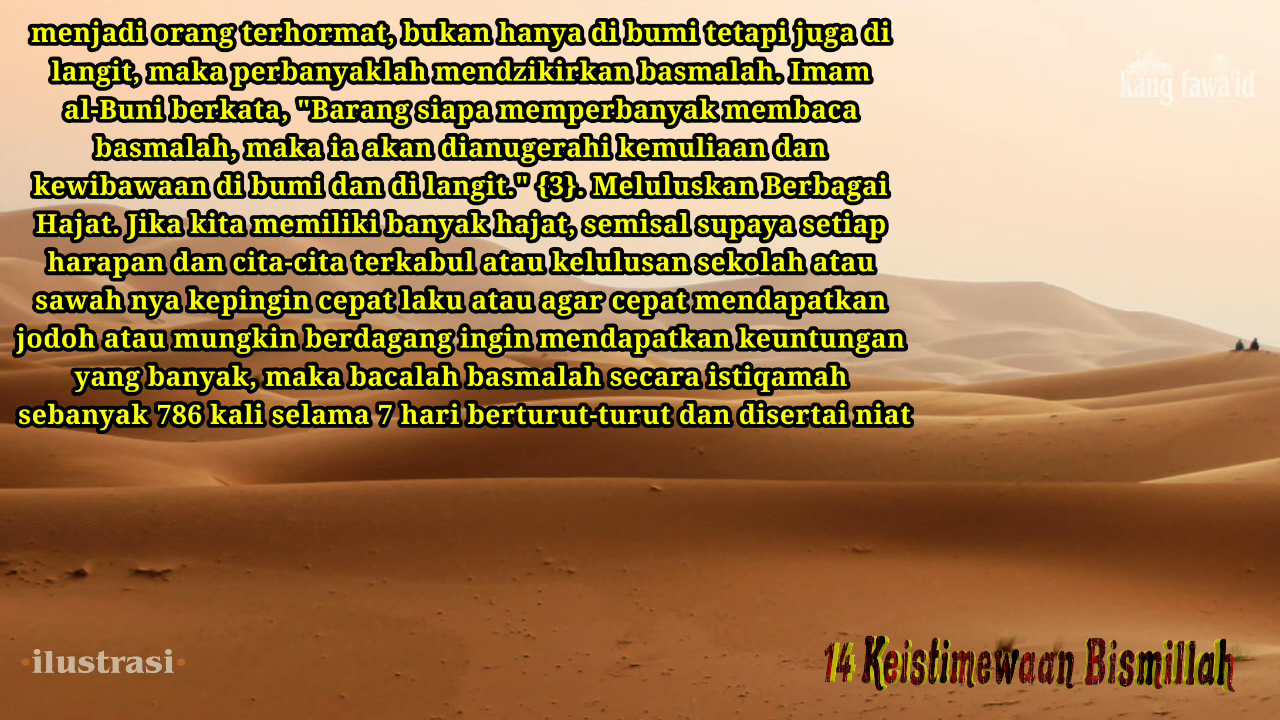 menjadi orang terhormat, bukan hanya di bumi tetapi juga di
langit, maka perbanyaklah mendzikirkan basmalah. Imam
al-Buni berkata, "Barang siapa memperbanyak membaca
basmalah, maka ia akan dianugerahi kemuliaan dan
kewibawaan di bumi dan di langit." {3}. Meluluskan Berbagai
Hajat. Jika kita memiliki banyak hajat, semisal supaya setiap
harapan dan cita-cita terkabul atau kelulusan sekolah atau
sawah nya kepingin cepat laku atau agar cepat mendapatkan
jodoh atau mungkin berdagang ingin mendapatkan keuntungan
yang banyak, maka bacalah basmalah secara istiqamah
sebanyak 786 kali selama 7 hari berturut-turut dan disertai niat
kang fawa'id
•ilustrasi•
14 Keistimewaan Bismillah